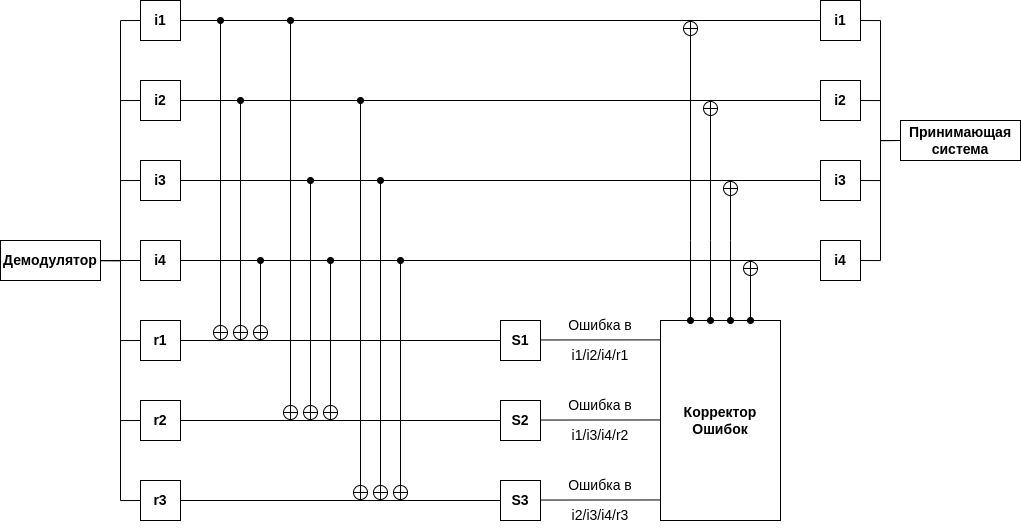 i1
i1
i2
i2
Принимающая
система
i3
i3
Демодулятор
i4
i4
r1
S1
Ошибка в
i1/i2/i4/r1
r2
S2
Ошибка в
i1/i3/i4/r2
Корректор
Ошибок
r3
S3
Ошибка в
i2/i3/i4/r3